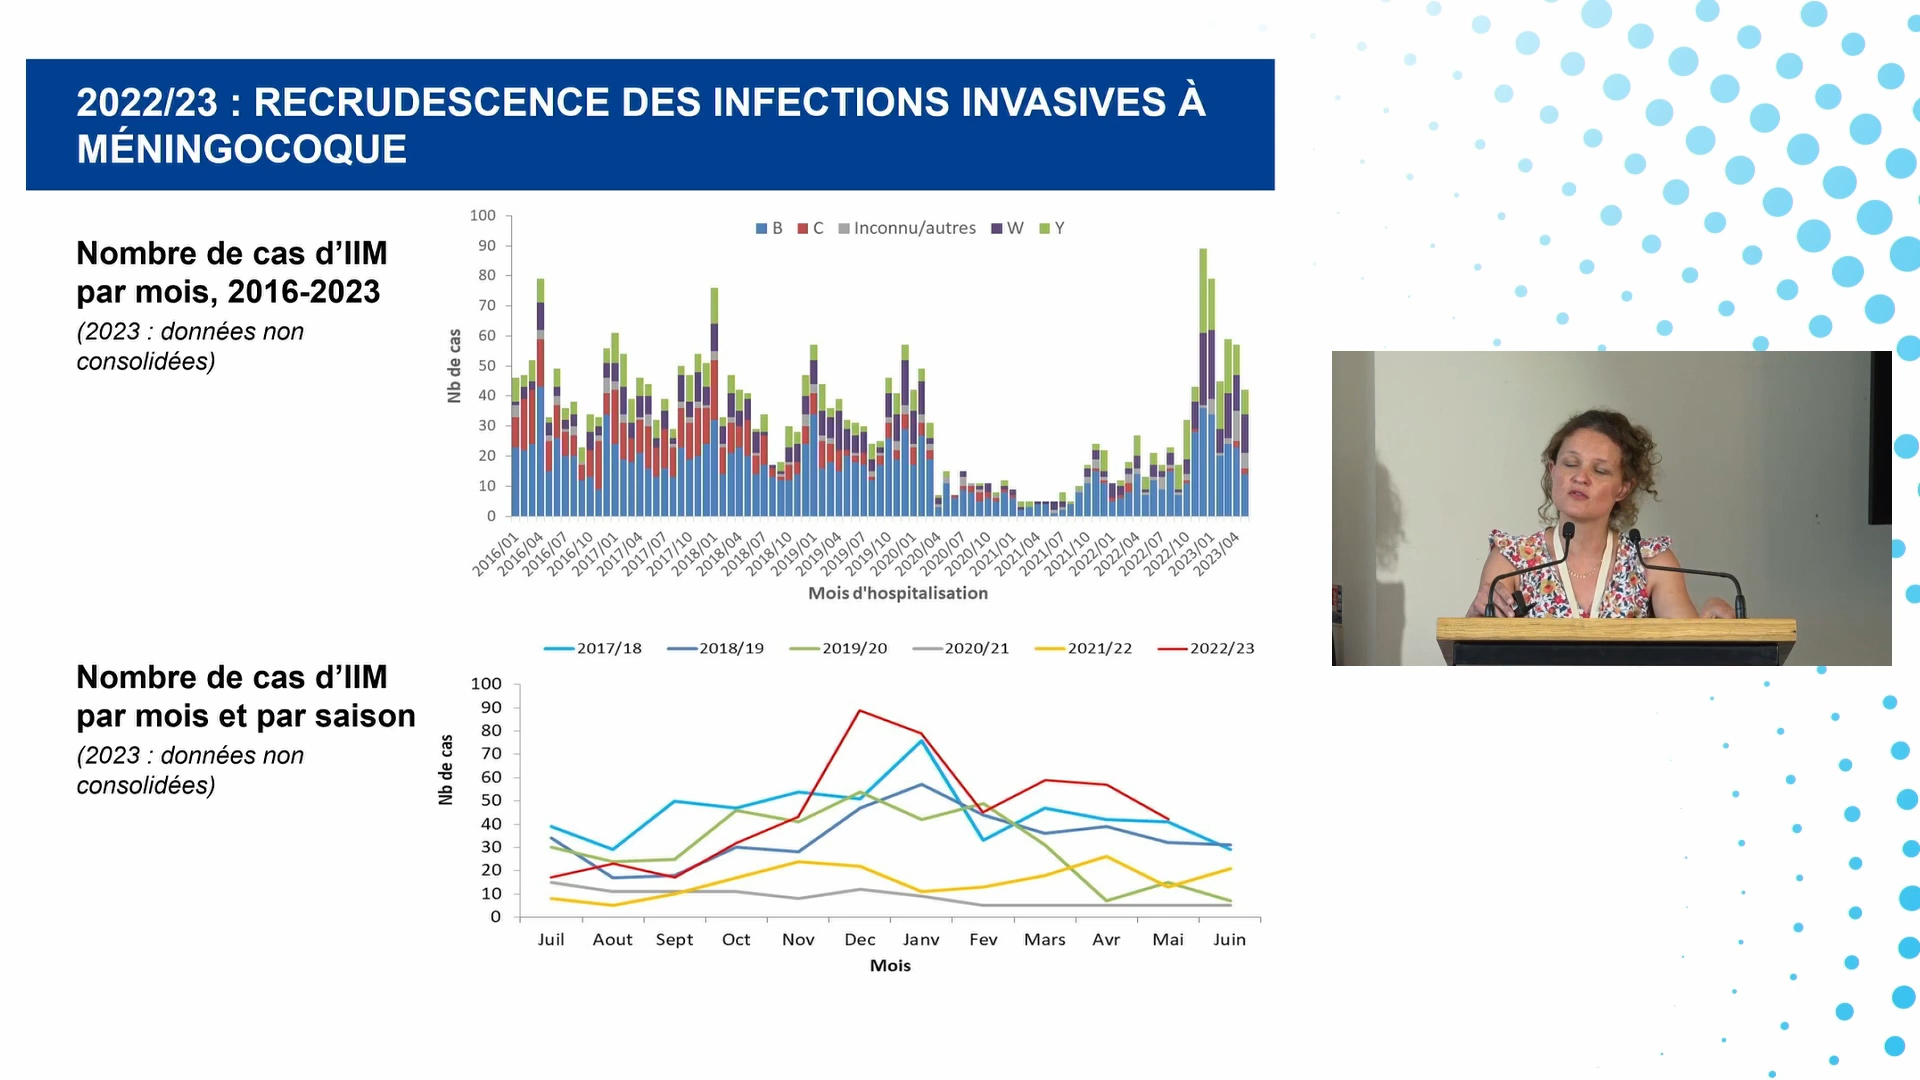 2022/23 : RECRUDESCENCE DES INFECTIONS INVASIVES À
MÉNINGOCOQUE
Nombre de cas d’IIM
par mois, 2016-2023
(2023 : données non
consolidées)
B C Inconnu/autres W Y
Nb de cas
100
90
80
70
60
50
40
30
20
10
0
2016/01 2016/04 2016/07 2016/10 2017/01 2017/04 2017/07 2017/10 2018/01 2018/04 2018/07 2018/10 2019/01 2019/04 2019/07 2019/10 2020/01 2020/04 2020/07 2020/10 2021/01 2021/04 2021/07 2021/10 2022/01 2022/04 2022/07 2022/10 2023/01 2023/04
Mois d'hospitalisation
Nombre de cas d’IIM
par mois et par saison
(2023 : données non
consolidées)
2017/18 2018/19 2019/20 2020/21 2021/22 2022/23
Nb de cas
100
90
80
70
60
50
40
30
20
10
0
Juil Aout Sept Oct Nov Dec Janv Fev Mars Avr Mai Juin
Mois